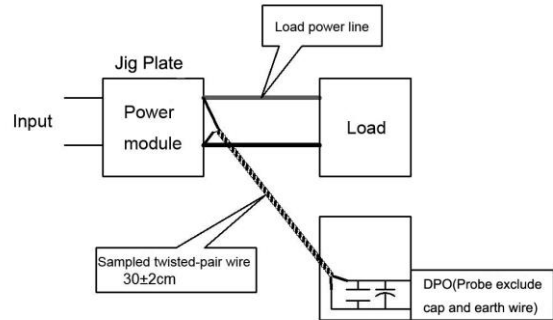 Load power line
Jig Plate
Input
Power
module
Load
Sampled twisted-pair wire
30±2cm
DPO(Probe exclude
cap and earth wire)